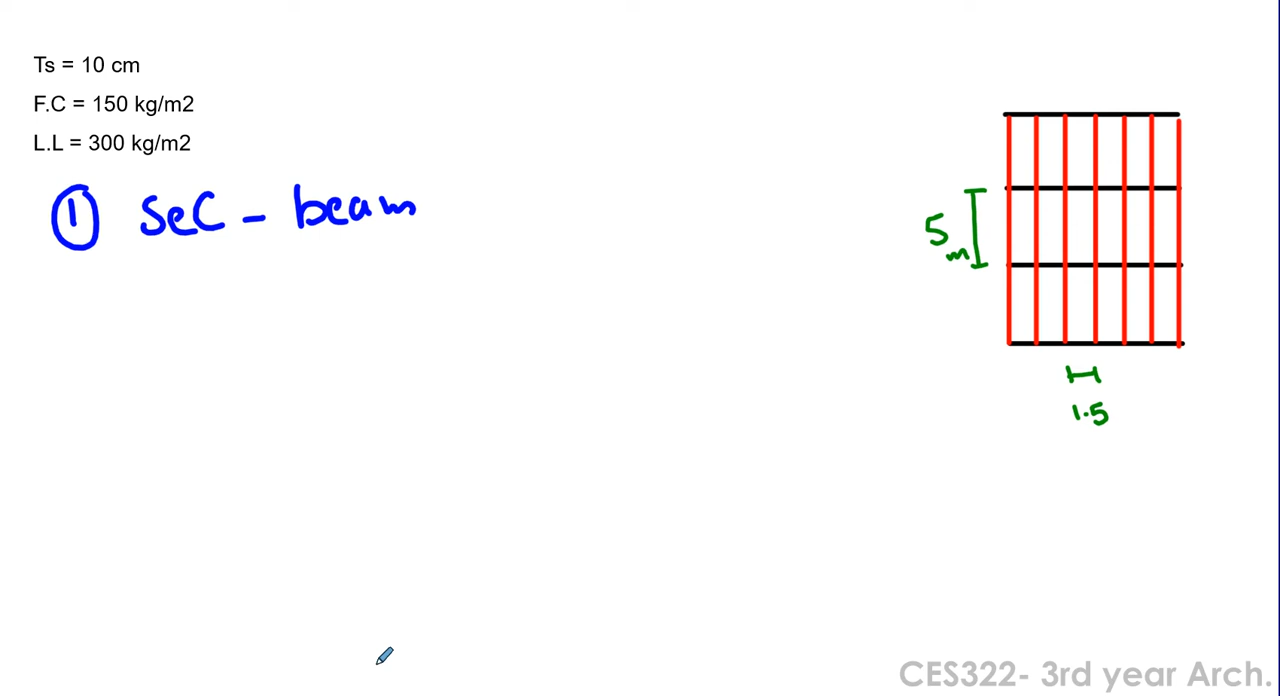 Ts = 10 cm
F.C = 150 kg/m2
L.L = 300 kg/m2
① sec - beam
5 m
1.5
CES322- 3rd year Arch.